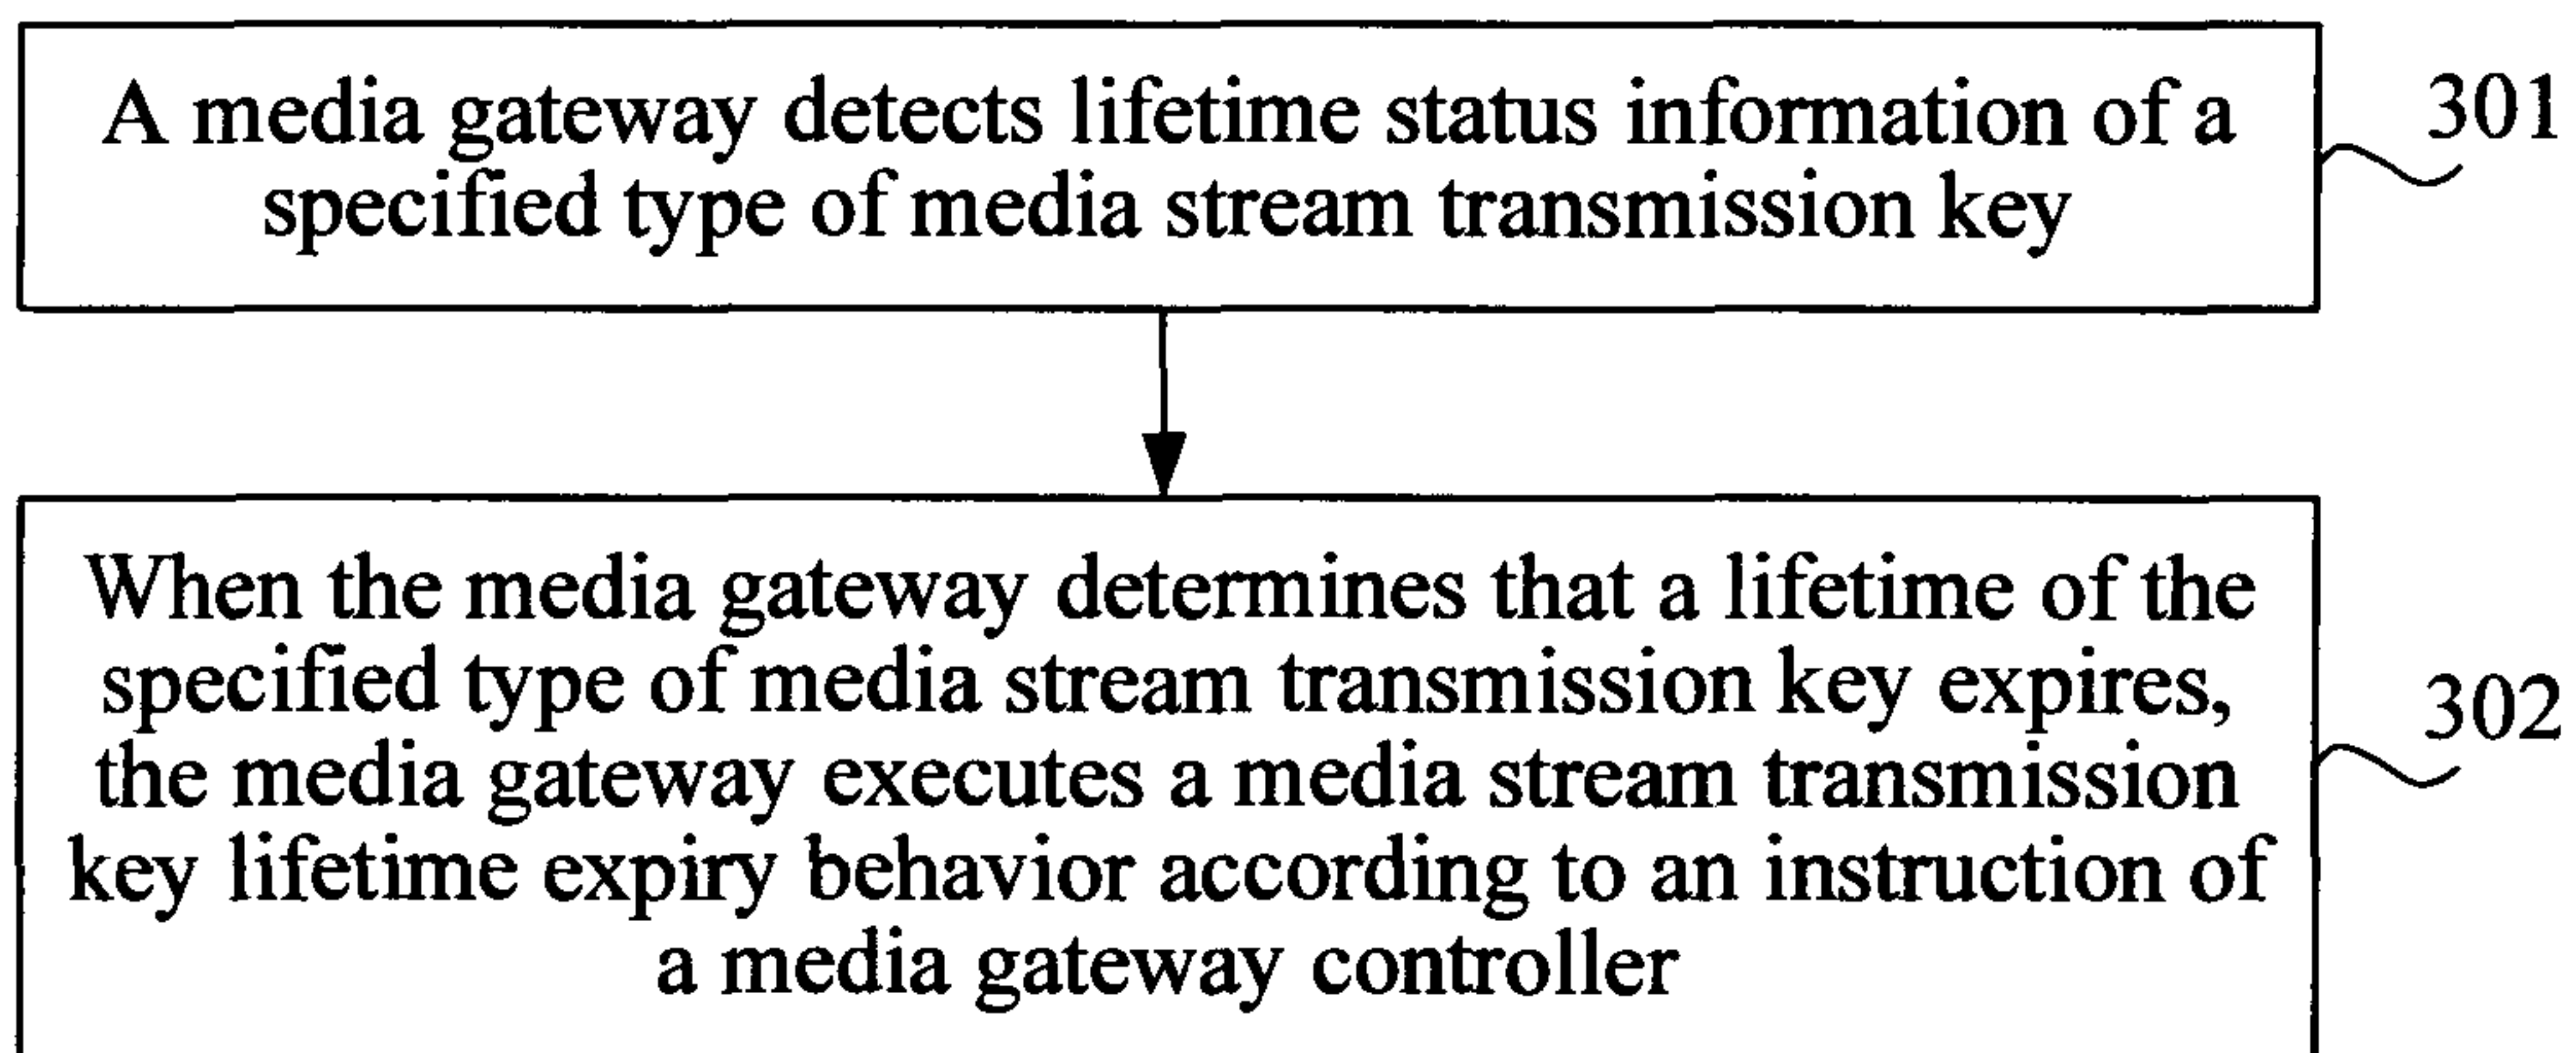 A media gateway detects lifetime status information of a
specified type of media stream transmission key
301
When the media gateway determines that a lifetime of the
specified type of media stream transmission key expires,
the media gateway executes a media stream transmission
key lifetime expiry behavior according to an instruction of
a media gateway controller
302